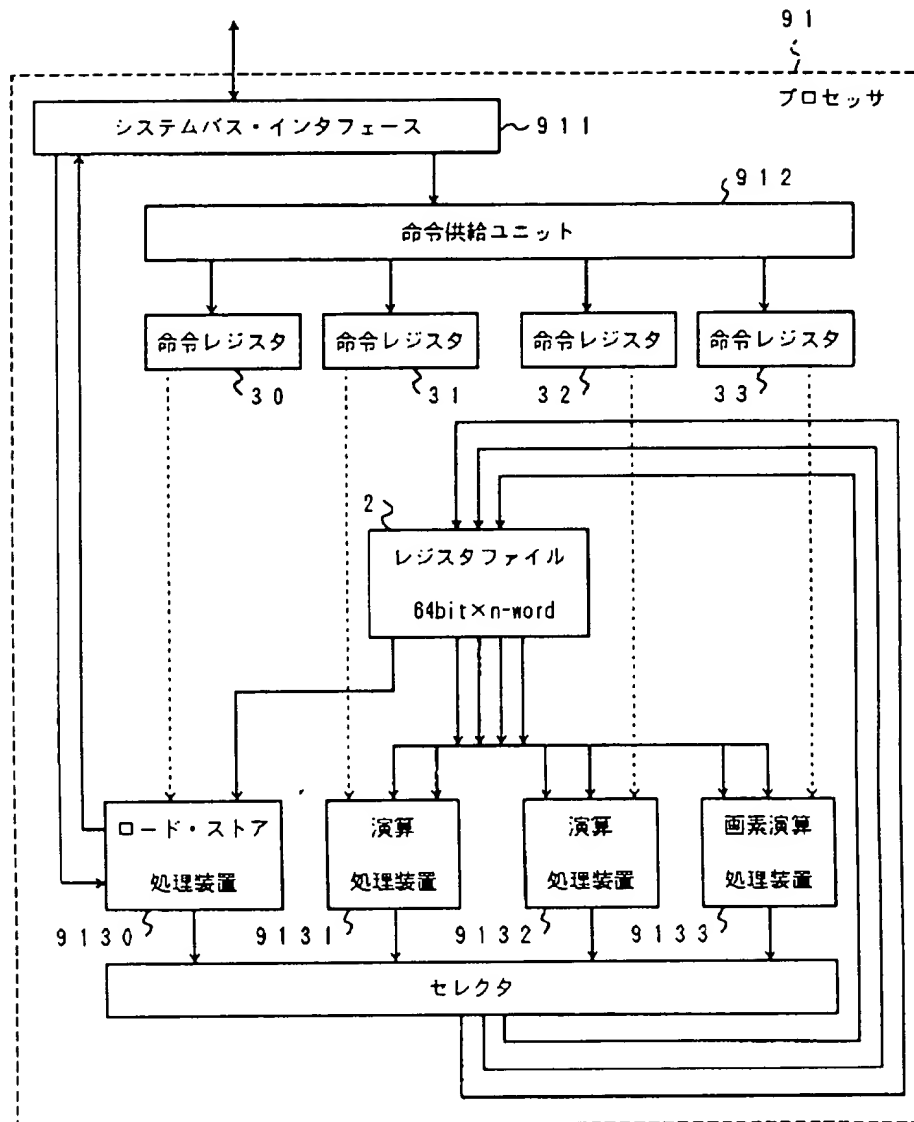 91
プロセッサ
システムバス・インタフェース
911
912
命令供給ユニット
命令レジスタ
命令レジスタ
命令レジスタ
命令レジスタ
30
31
32
33
2
レジスタファイル
64bit×n-word
ロード・ストア
処理装置
演算
処理装置
演算
処理装置
画素演算
処理装置
9130
9131
9132
9133
セレクタ